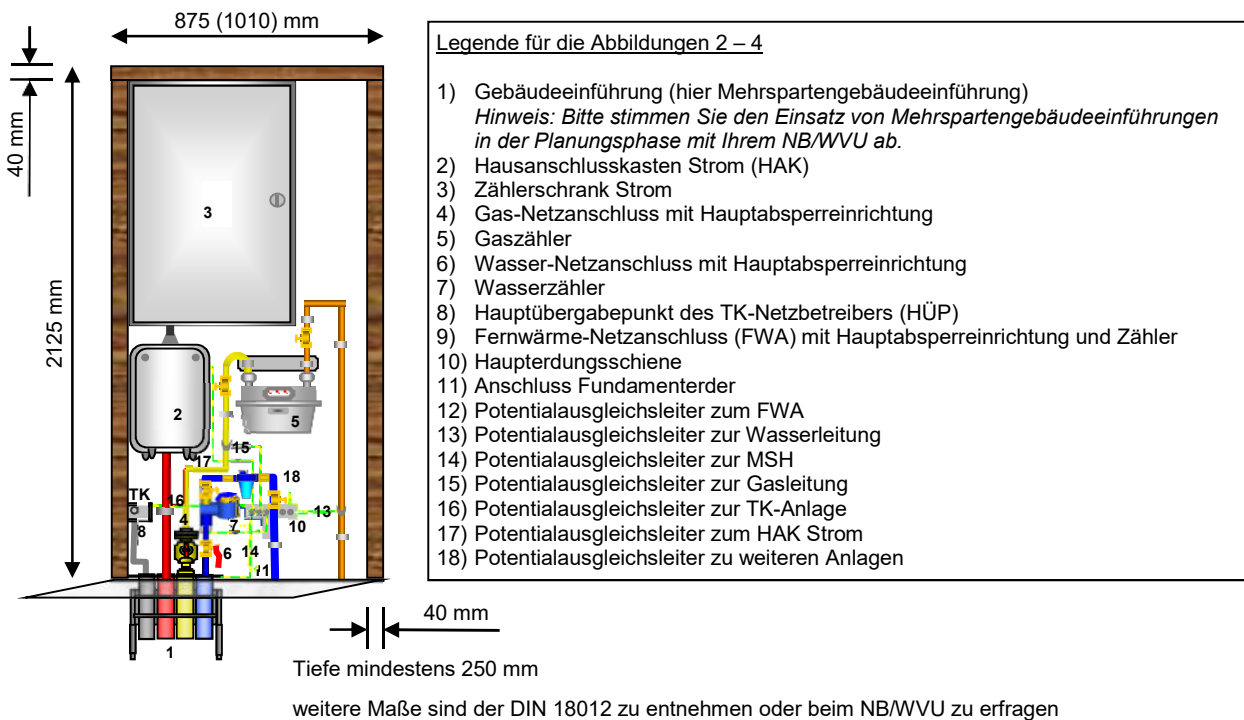 875 (1010) mm
40 mm
2125 mm
3
2
5
15
17
18
TK
16
4
8
7
10
13
6
14
11
1
40 mm
Tiefe mindestens 250 mm
weitere Maße sind der DIN 18012 zu entnehmen oder beim NB/WVU zu erfragen
Legende für die Abbildungen 2 – 4
1) Gebäudeeinführung (hier Mehrspartengebäudeeinführung)
Hinweis: Bitte stimmen Sie den Einsatz von Mehrspartengebäudeeinführungen
in der Planungsphase mit Ihrem NB/WVU ab.
2) Hausanschlusskasten Strom (HAK)
3) Zählerschrank Strom
4) Gas-Netzanschluss mit Hauptabsperreinrichtung
5) Gaszähler
6) Wasser-Netzanschluss mit Hauptabsperreinrichtung
7) Wasserzähler
8) Hauptübergabepunkt des TK-Netzbetreibers (HÜP)
9) Fernwärme-Netzanschluss (FWA) mit Hauptabsperreinrichtung und Zähler
10) Haupterdungsschiene
11) Anschluss Fundamenterder
12) Potentialausgleichsleiter zum FWA
13) Potentialausgleichsleiter zur Wasserleitung
14) Potentialausgleichsleiter zur MSH
15) Potentialausgleichsleiter zur Gasleitung
16) Potentialausgleichsleiter zur TK-Anlage
17) Potentialausgleichsleiter zum HAK Strom
18) Potentialausgleichsleiter zu weiteren Anlagen